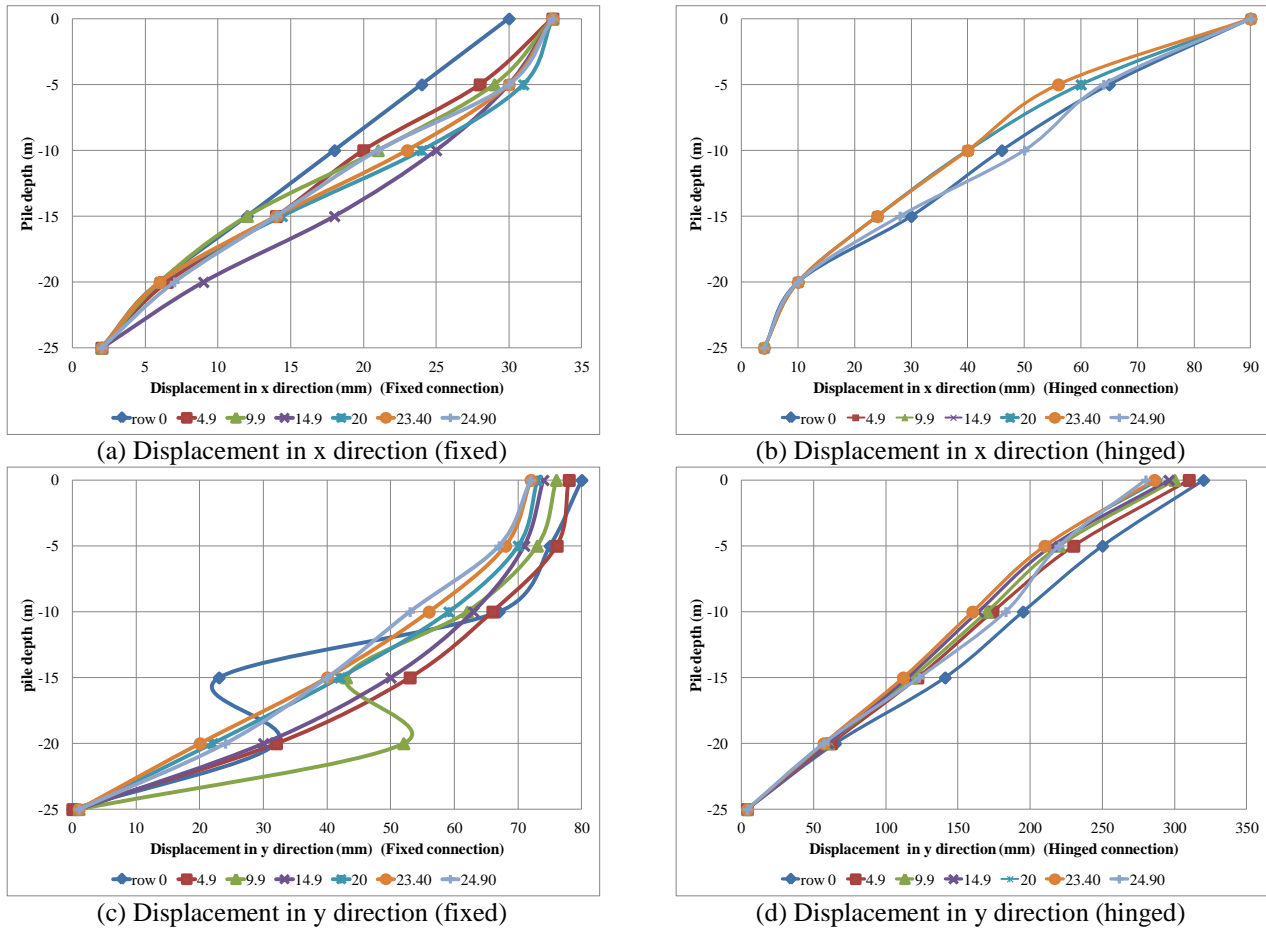 0
-5
-10
-15
-20
-25
Pile depth (m)
0 5 10 15 20 25 30 35
Displacement in x direction (mm) (Fixed connection)
row 0 4.9 9.9 14.9 20 23.40 24.90
(a) Displacement in x direction (fixed)
0
-5
-10
-15
-20
-25
Pile depth (m)
0 10 20 30 40 50 60 70 80 90
Displacement in x direction (mm) (Hinged connection)
row 0 4.9 9.9 14.9 20 23.40 24.90
(b) Displacement in x direction (hinged)
0
-5
-10
-15
-20
-25
pile depth (m)
0 10 20 30 40 50 60 70 80
Displacement in y direction (mm) (Fixed connection)
row 0 4.9 9.9 14.9 20 23.40 24.90
(c) Displacement in y direction (fixed)
0
-5
-10
-15
-20
-25
Pile depth (m)
0 50 100 150 200 250 300 350
Displacement in y direction (mm) (Hinged connection)
row 0 4.9 9.9 14.9 20 23.40 24.90
(d) Displacement in y direction (hinged)